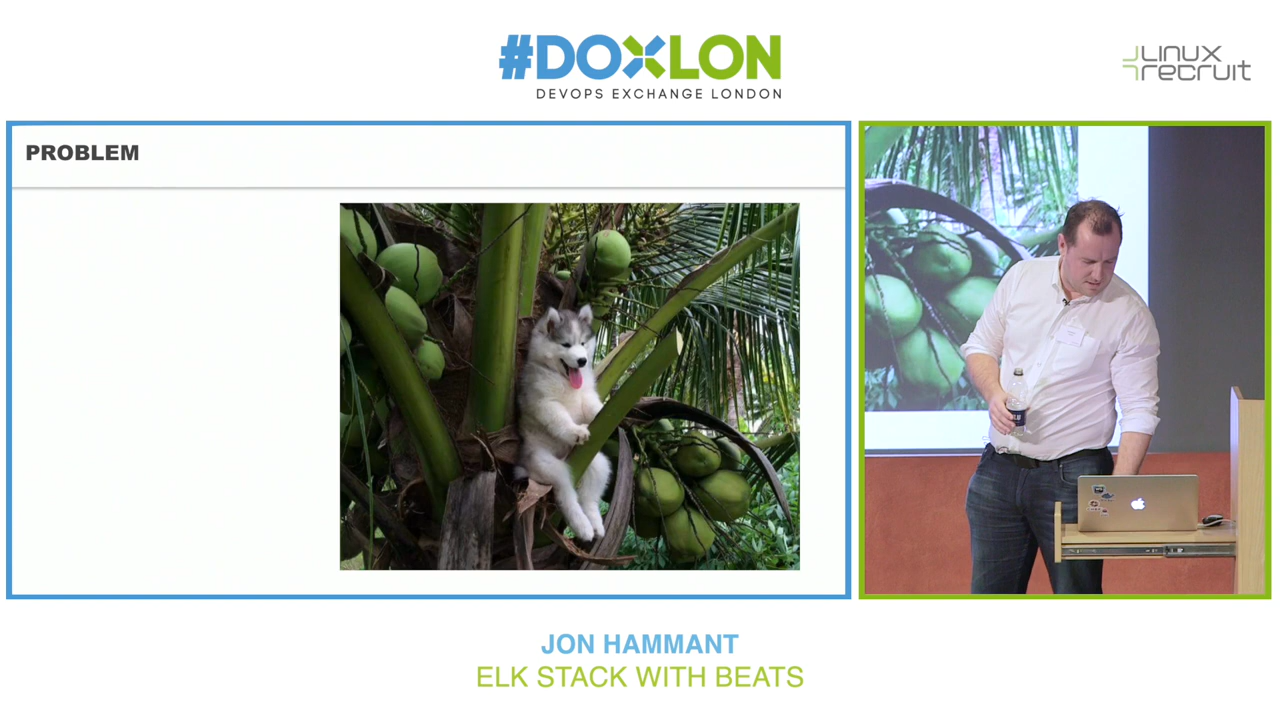 #DOXLON
DEVOPS EXCHANGE LONDON
LINUX
recruit
PROBLEM
JON HAMMANT
ELK STACK WITH BEATS